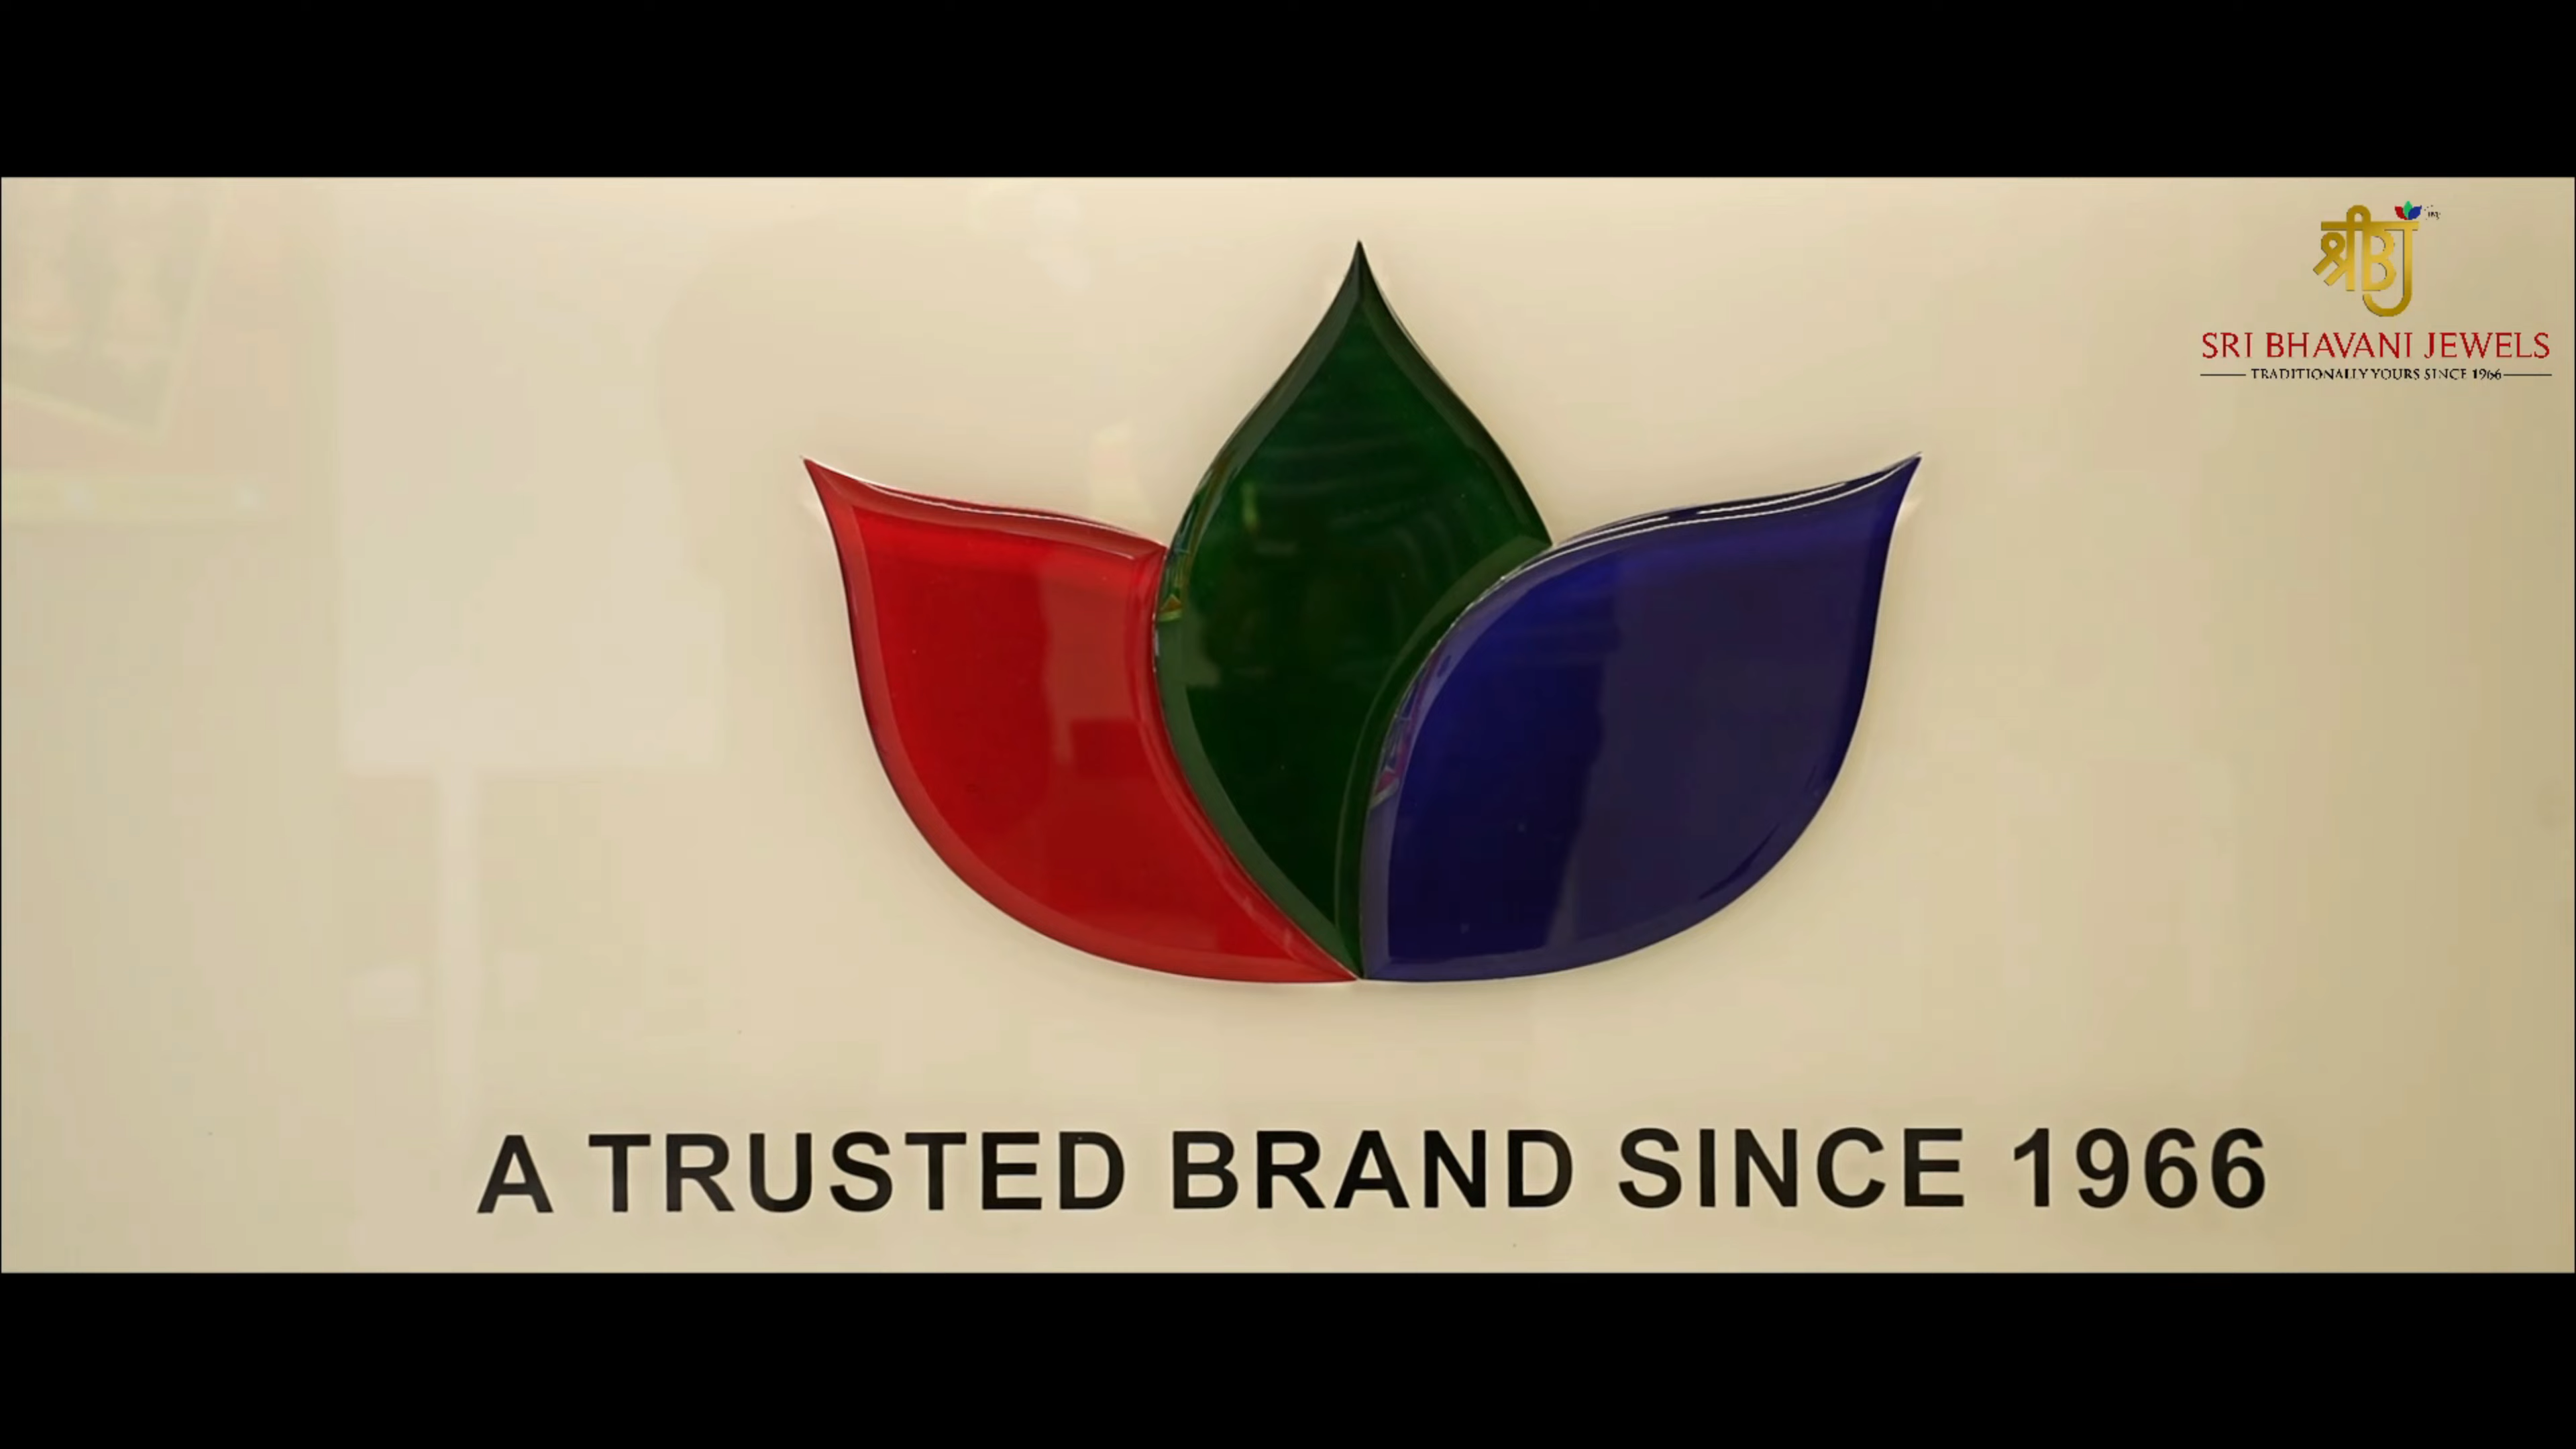 श्रीBJ
SRI BHAVANI JEWELS
TRADITIONALLY YOURS SINCE 1966
A TRUSTED BRAND SINCE 1966